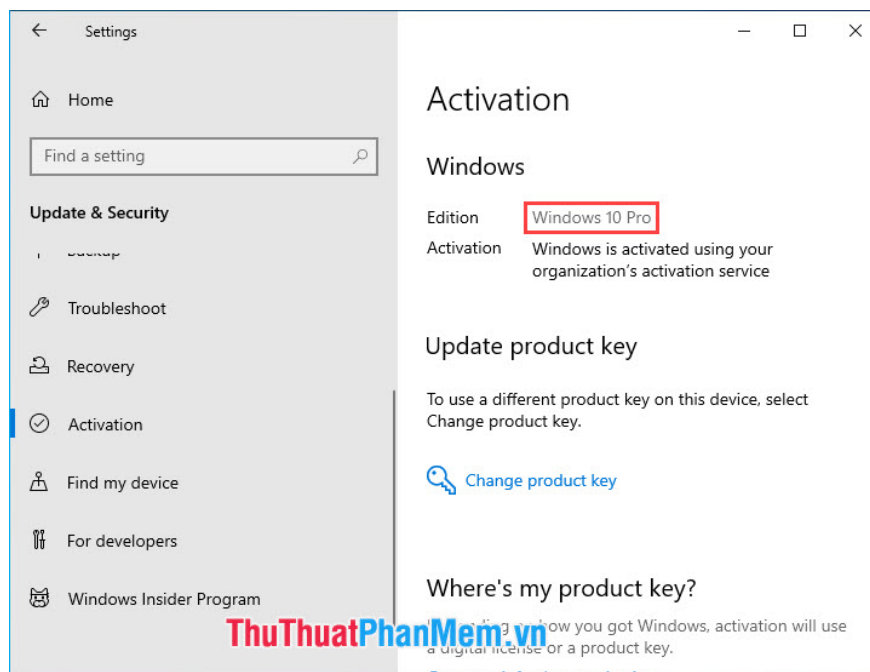 Settings
Home
Find a setting
Update & Security
Backup
Troubleshoot
Recovery
Activation
Find my device
For developers
Windows Insider Program
Activation
Windows
Edition Windows 10 Pro
Activation Windows is activated using your
organization's activation service
Update product key
To use a different product key on this device, select
Change product key.
Change product key
Where's my product key?
how you got Windows, activation will use
a digital license or a product key.
ThuThuatPhanMem.vn